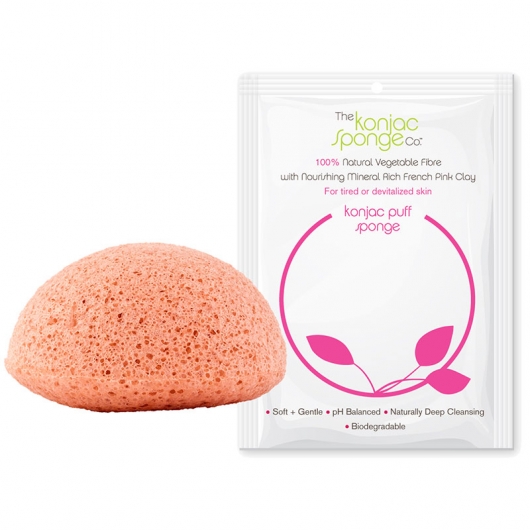 The
konjac
sponge Co™
100% Natural Vegetable Fibre
with Nourishing Mineral Rich French Pink Clay
For tired or devitalized skin
konjac puff
sponge
• Soft + Gentle • pH Balanced • Naturally Deep Cleansing
• Biodegradable